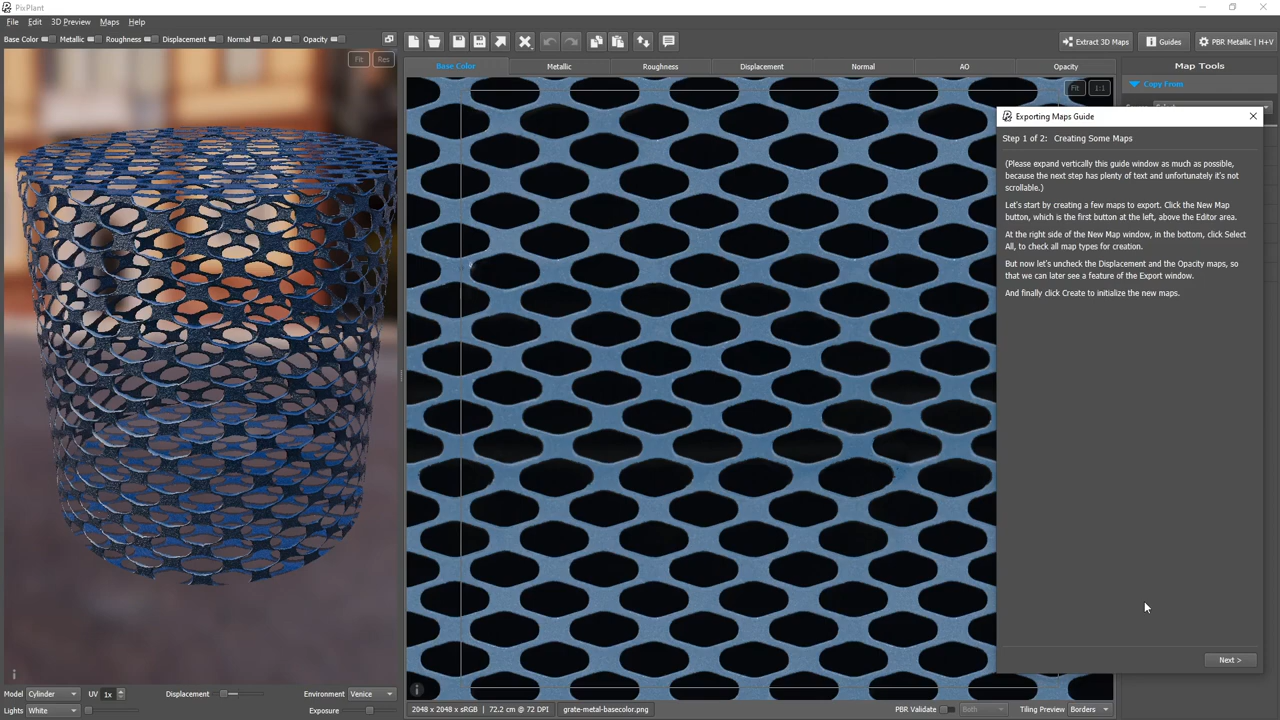 PixPlant
File Edit 3D Preview Maps Help
Base Color Metallic Roughness Displacement Normal AO Opacity
Extract 3D Maps Guides PBR Metallic | H+V
Fit Res
Base Color Metallic Roughness Displacement Normal AO Opacity
Map Tools
Fit 1:1
Copy From
Exporting Maps Guide
Step 1 of 2: Creating Some Maps
(Please expand vertically this guide window as much as possible,
because the next step has plenty of text and unfortunately it's not
scrollable.)
Let's start by creating a few maps to export. Click the New Map
button, which is the first button at the left, above the Editor area.
At the right side of the New Map window, in the bottom, click Select
All, to check all map types for creation.
But now let's uncheck the Displacement and the Opacity maps, so
that we can later see a feature of the Export window.
And finally click Create to initialize the new maps.
Next >
Model Cylinder UV 1x Displacement Environment Venice
Lights White Exposure
2048 x 2048 x sRGB | 72.2 cm @ 72 DPI grate-metal-basecolor.png PBR Validate Both Tiling Preview Borders